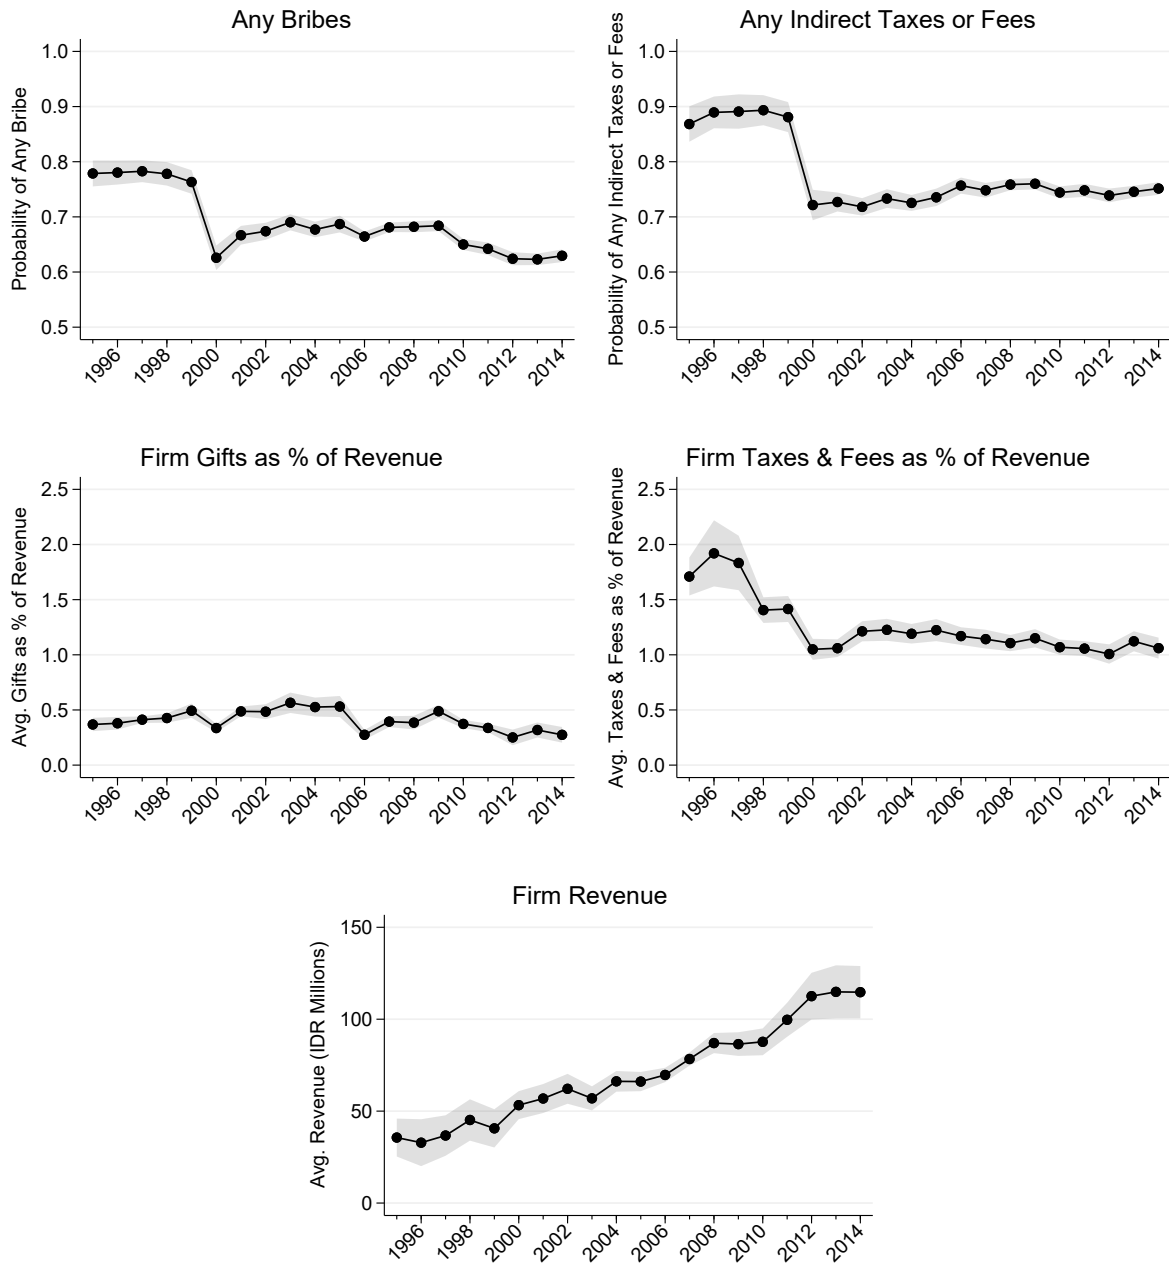 Any Bribes
Probability of Any Bribe
1.0
0.9
0.8
0.7
0.6
0.5
1996 1998 2000 2002 2004 2006 2008 2010 2012 2014
Any Indirect Taxes or Fees
Probability of Any Indirect Taxes or Fees
1.0
0.9
0.8
0.7
0.6
0.5
1996 1998 2000 2002 2004 2006 2008 2010 2012 2014
Firm Gifts as % of Revenue
Avg. Gifts as % of Revenue
2.5
2.0
1.5
1.0
0.5
0.0
1996 1998 2000 2002 2004 2006 2008 2010 2012 2014
Firm Taxes & Fees as % of Revenue
Avg. Taxes & Fees as % of Revenue
2.5
2.0
1.5
1.0
0.5
0.0
1996 1998 2000 2002 2004 2006 2008 2010 2012 2014
Firm Revenue
Avg. Revenue (IDR Millions)
150
100
50
0
1996 1998 2000 2002 2004 2006 2008 2010 2012 2014